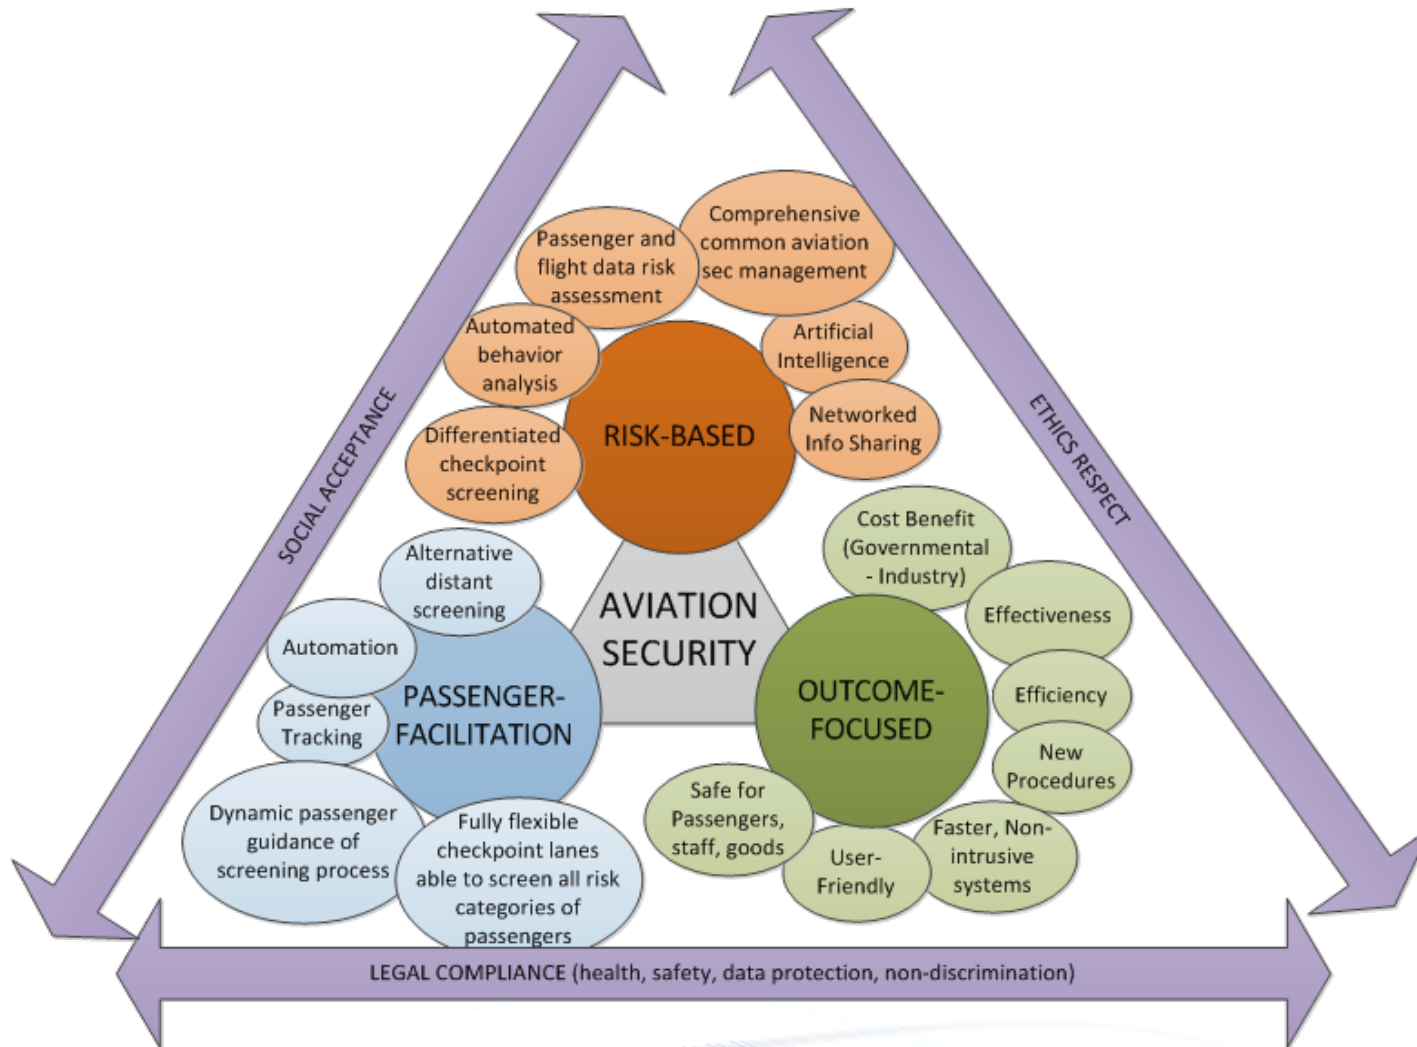 Comprehensive
common aviation
sec management
Passenger and
flight data risk
assessment
Automated
behavior
analysis
Artificial
Intelligence
Differentiated
checkpoint
screening
RISK-BASED
Networked
Info Sharing
SOCIAL ACCEPTANCE
ETHICS RESPECT
Alternative
distant
screening
Automation
Passenger
Tracking
PASSENGER-
FACILITATION
Dynamic passenger
guidance of
screening process
Fully flexible
checkpoint lanes
able to screen all risk
categories of
passengers
AVIATION
SECURITY
Cost Benefit
(Governmental
- Industry)
Effectiveness
Efficiency
OUTCOME-
FOCUSED
New
Procedures
Safe for
Passengers,
staff, goods
User-
Friendly
Faster, Non-
intrusive
systems
LEGAL COMPLIANCE (health, safety, data protection, non-discrimination)